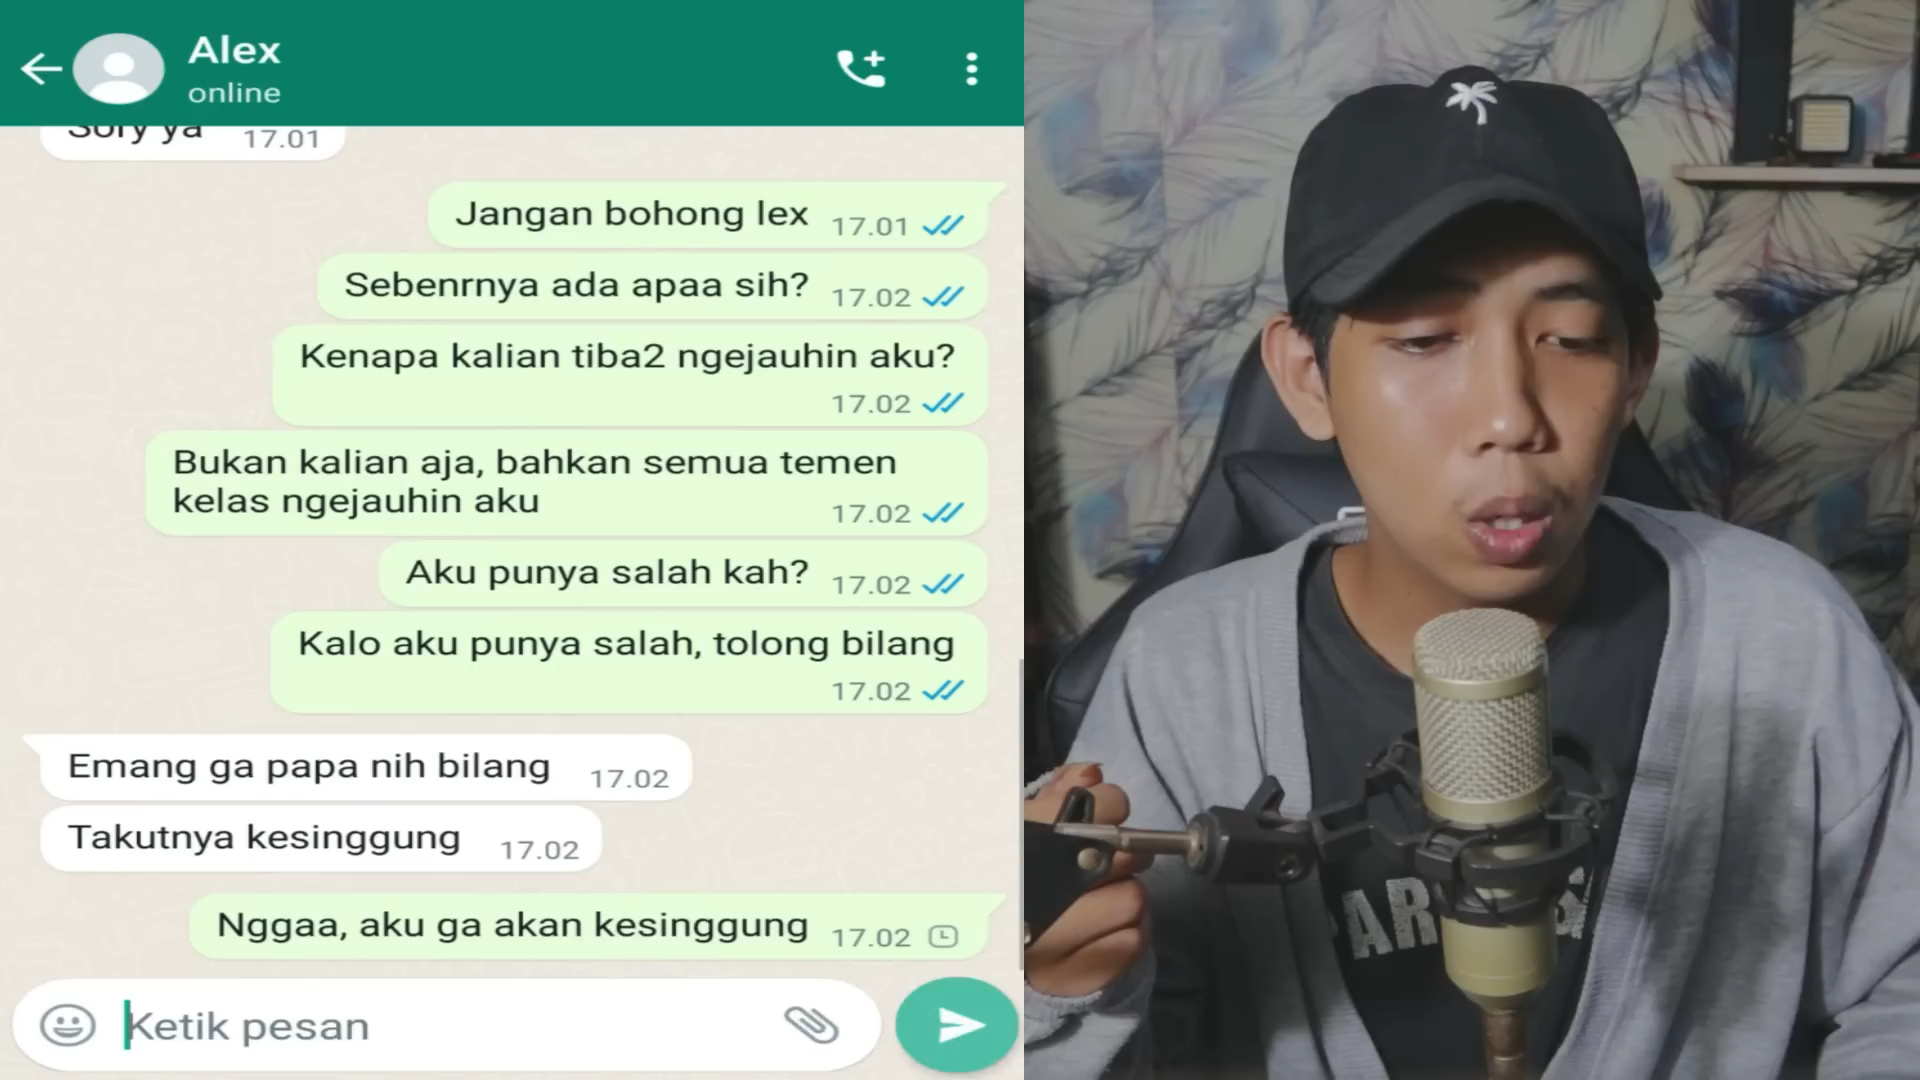 Alex
online
Sory ya 17.01
Jangan bohong lex 17.01
Sebenrnya ada apaa sih? 17.02
Kenapa kalian tiba2 ngejauhin aku?
17.02
Bukan kalian aja, bahkan semua temen
kelas ngejauhin aku 17.02
Aku punya salah kah? 17.02
Kalo aku punya salah, tolong bilang
17.02
Emang ga papa nih bilang 17.02
Takutnya kesinggung 17.02
Nggaa, aku ga akan kesinggung 17.02
Ketik pesan